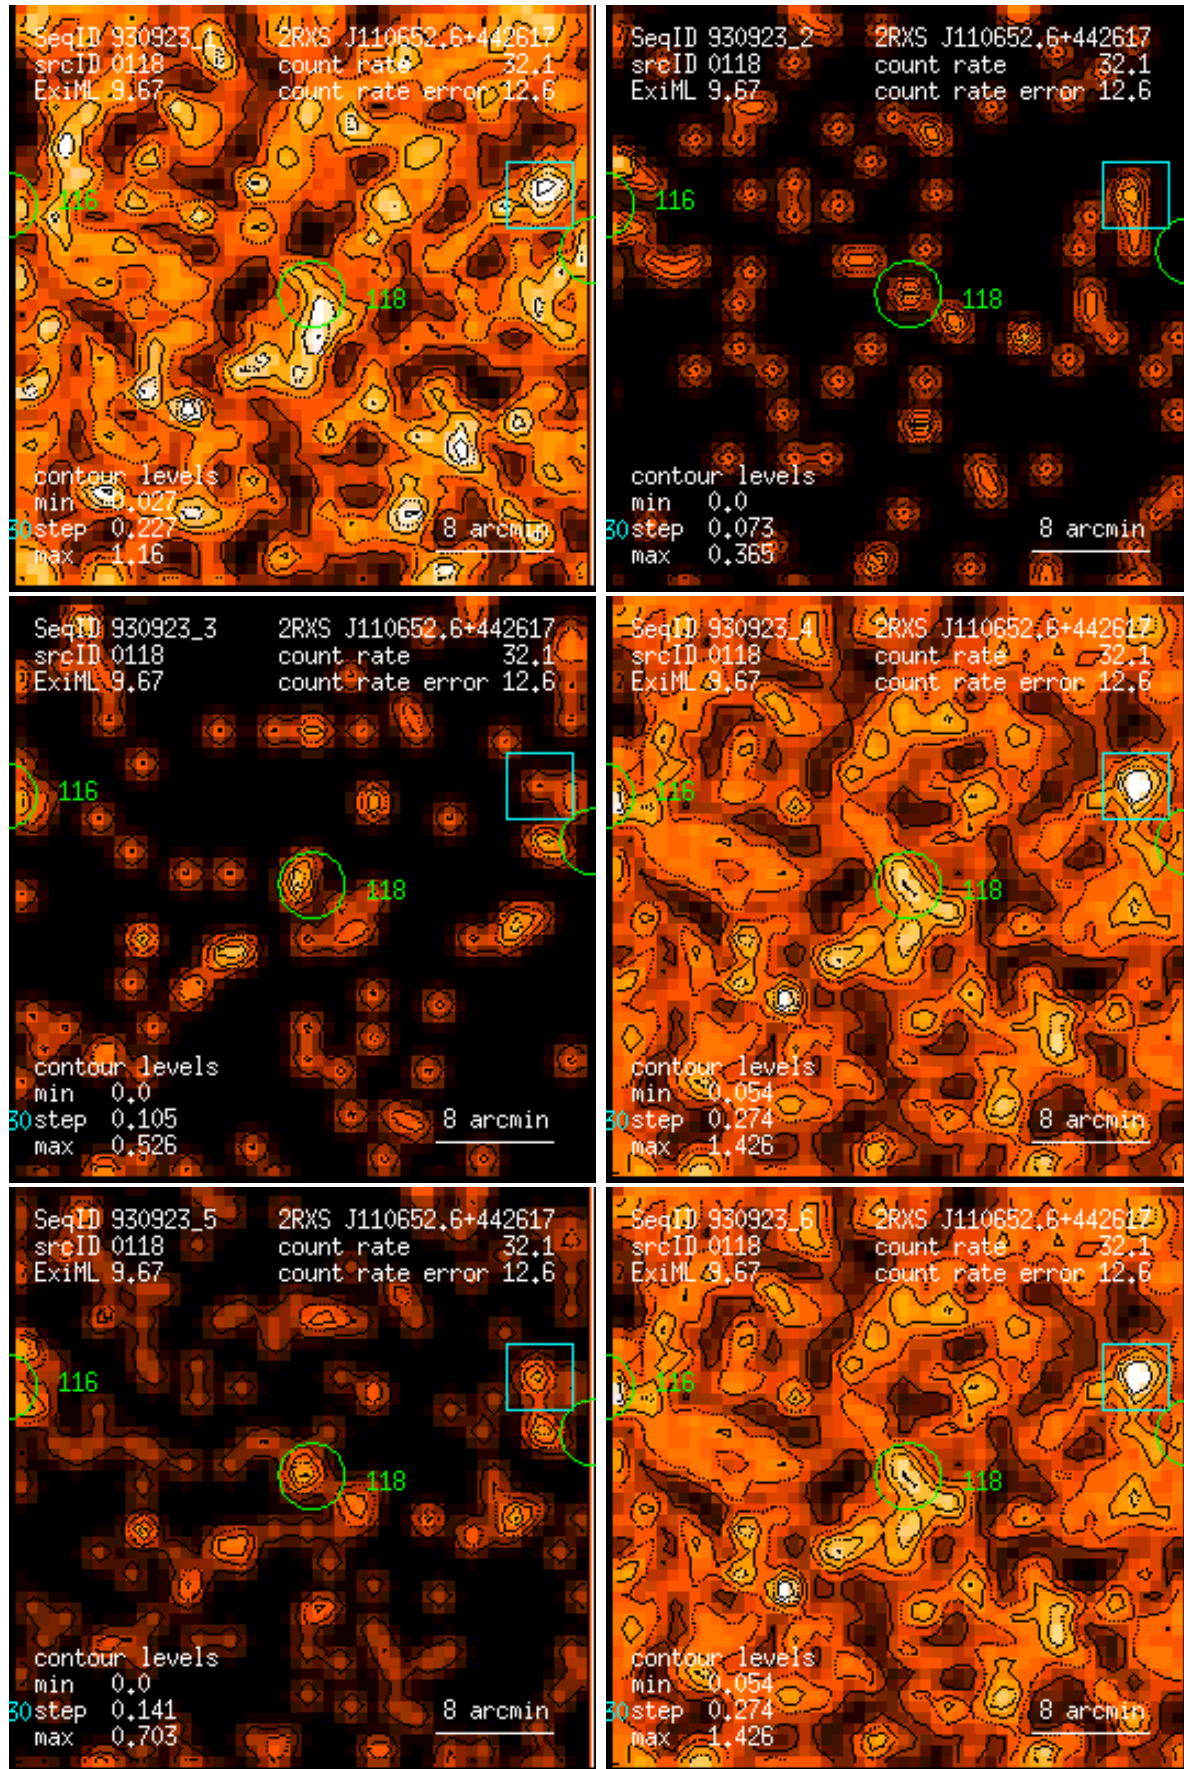 SeqID 930923_1 2RXS J110652.6+442617
srcID 0118 count rate 32.1
ExiML 9.67 count rate error 12.6
116
118
contour levels
min 0.027
30 step 0.227 8 arcmin
max 1.16
SeqID 930923_2 2RXS J110652.6+442617
srcID 0118 count rate 32.1
ExiML 9.67 count rate error 12.6
116
118
contour levels
min 0.0
30 step 0.073 8 arcmin
max 0.365
SeqID 930923_3 2RXS J110652.6+442617
srcID 0118 count rate 32.1
ExiML 9.67 count rate error 12.6
116
118
contour levels
min 0.0
30 step 0.105 8 arcmin
max 0.526
SeqID 930923_4 2RXS J110652.6+442617
srcID 0118 count rate 32.1
ExiML 9.67 count rate error 12.6
116
118
contour levels
min 0.054
30 step 0.274 8 arcmin
max 1.426
SeqID 930923_5 2RXS J110652.6+442617
srcID 0118 count rate 32.1
ExiML 9.67 count rate error 12.6
116
118
contour levels
min 0.0
30 step 0.141 8 arcmin
max 0.703
SeqID 930923_6 2RXS J110652.6+442617
srcID 0118 count rate 32.1
ExiML 9.67 count rate error 12.6
116
118
contour levels
min 0.054
30 step 0.274 8 arcmin
max 1.426